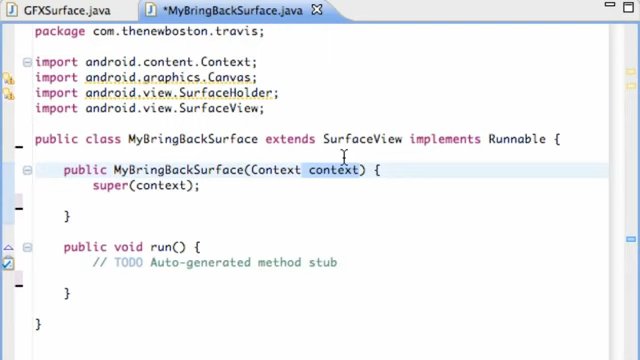 GFXSurface.java
*MyBringBackSurface.java
package com.thenewboston.travis;
import android.content.Context;
import android.graphics.Canvas;
import android.view.SurfaceHolder;
import android.view.SurfaceView;
public class MyBringBackSurface extends SurfaceView implements Runnable {
public MyBringBackSurface(Context context) {
super(context);
}
public void run() {
// TODO Auto-generated method stub
}
}